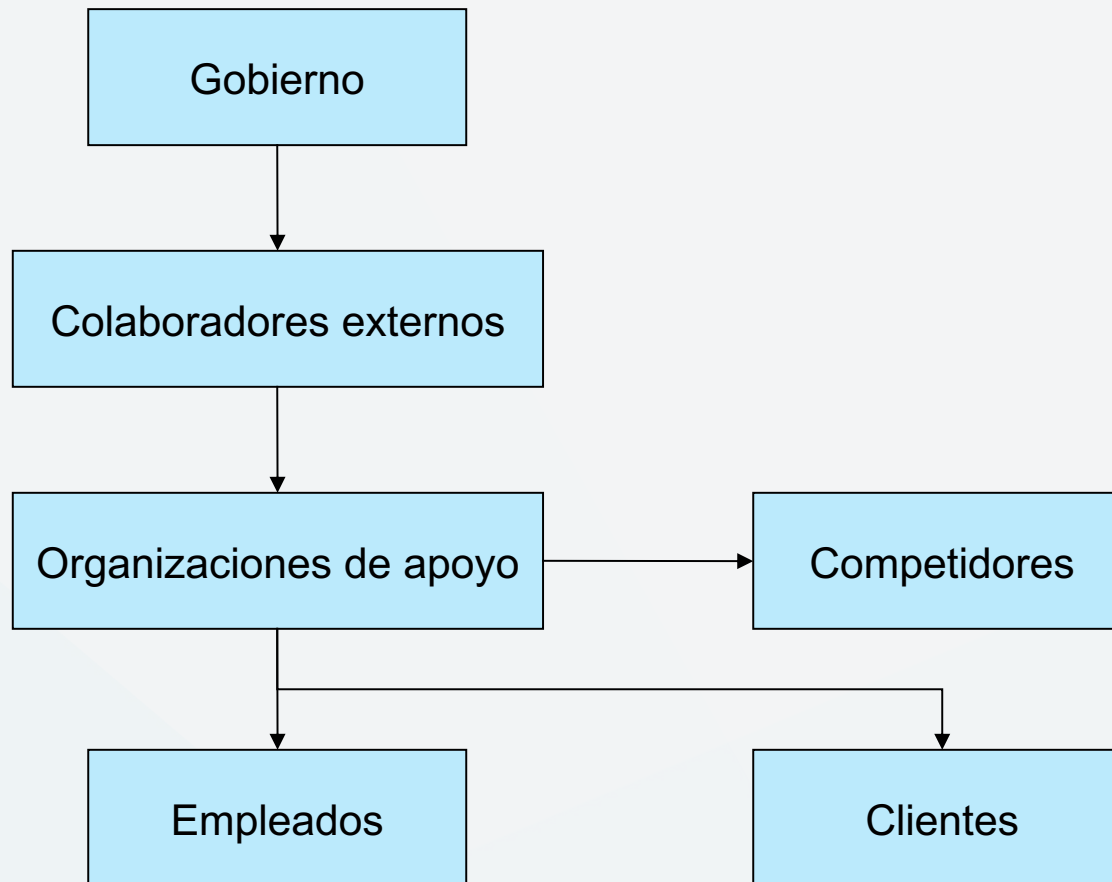 Gobierno
Colaboradores externos
Organizaciones de apoyo
Competidores
Empleados
Clientes